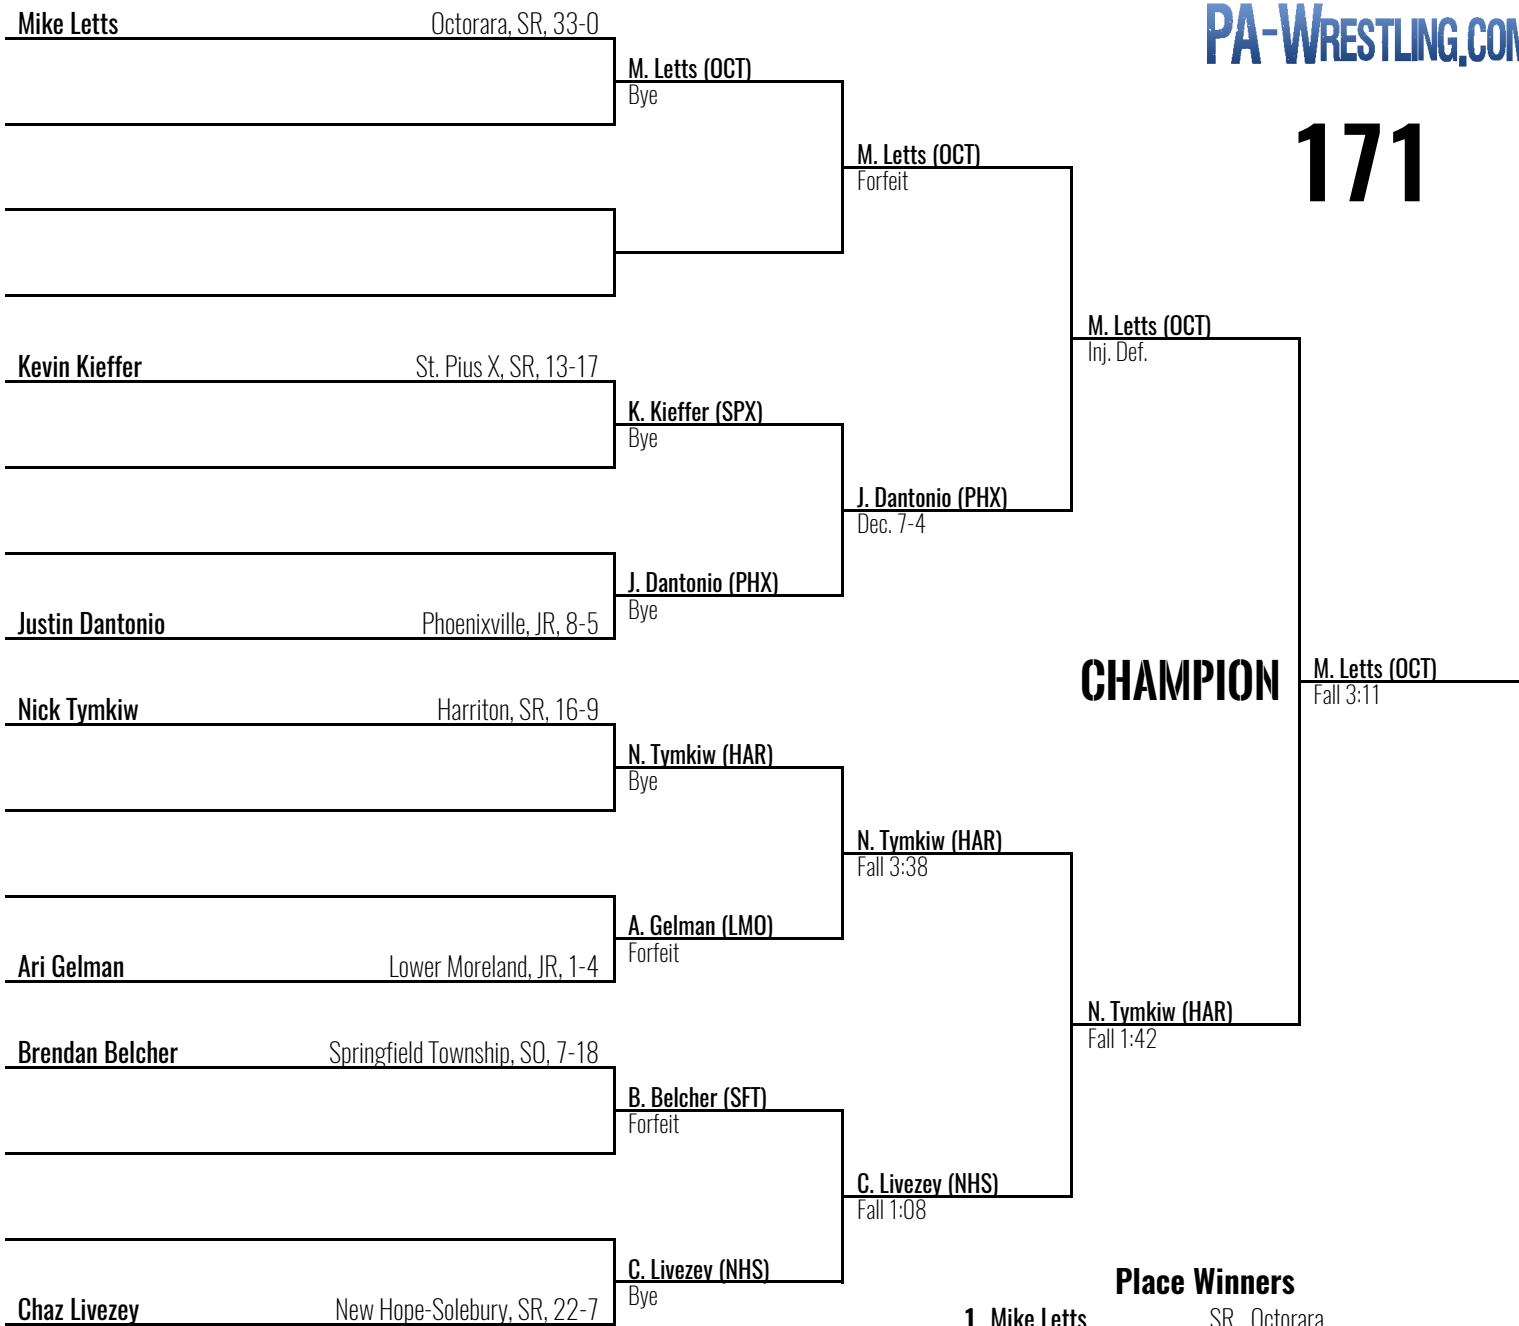 Mike Letts Octorara, SR, 33-0
PA-WRESTLING.COM
M. Letts (OCT)
Bye
171
M. Letts (OCT)
Forfeit
M. Letts (OCT)
Inj. Def.
Kevin Kieffer St. Pius X, SR, 13-17
K. Kieffer (SPX)
Bye
J. Dantonio (PHX)
Dec. 7-4
J. Dantonio (PHX)
Bye
Justin Dantonio Phoenixville, JR, 8-5
CHAMPION
M. Letts (OCT)
Fall 3:11
Nick Tymkiw Harriton, SR, 16-9
N. Tymkiw (HAR)
Bye
N. Tymkiw (HAR)
Fall 3:38
A. Gelman (LMO)
Forfeit
Ari Gelman Lower Moreland, JR, 1-4
N. Tymkiw (HAR)
Fall 1:42
Brendan Belcher Springfield Township, SO, 7-18
B. Belcher (SFT)
Forfeit
C. Livezey (NHS)
Fall 1:08
C. Livezey (NHS)
Bye
Chaz Livezey New Hope-Solebury, SR, 22-7
Place Winners
1 Mike Letts SR Octorara